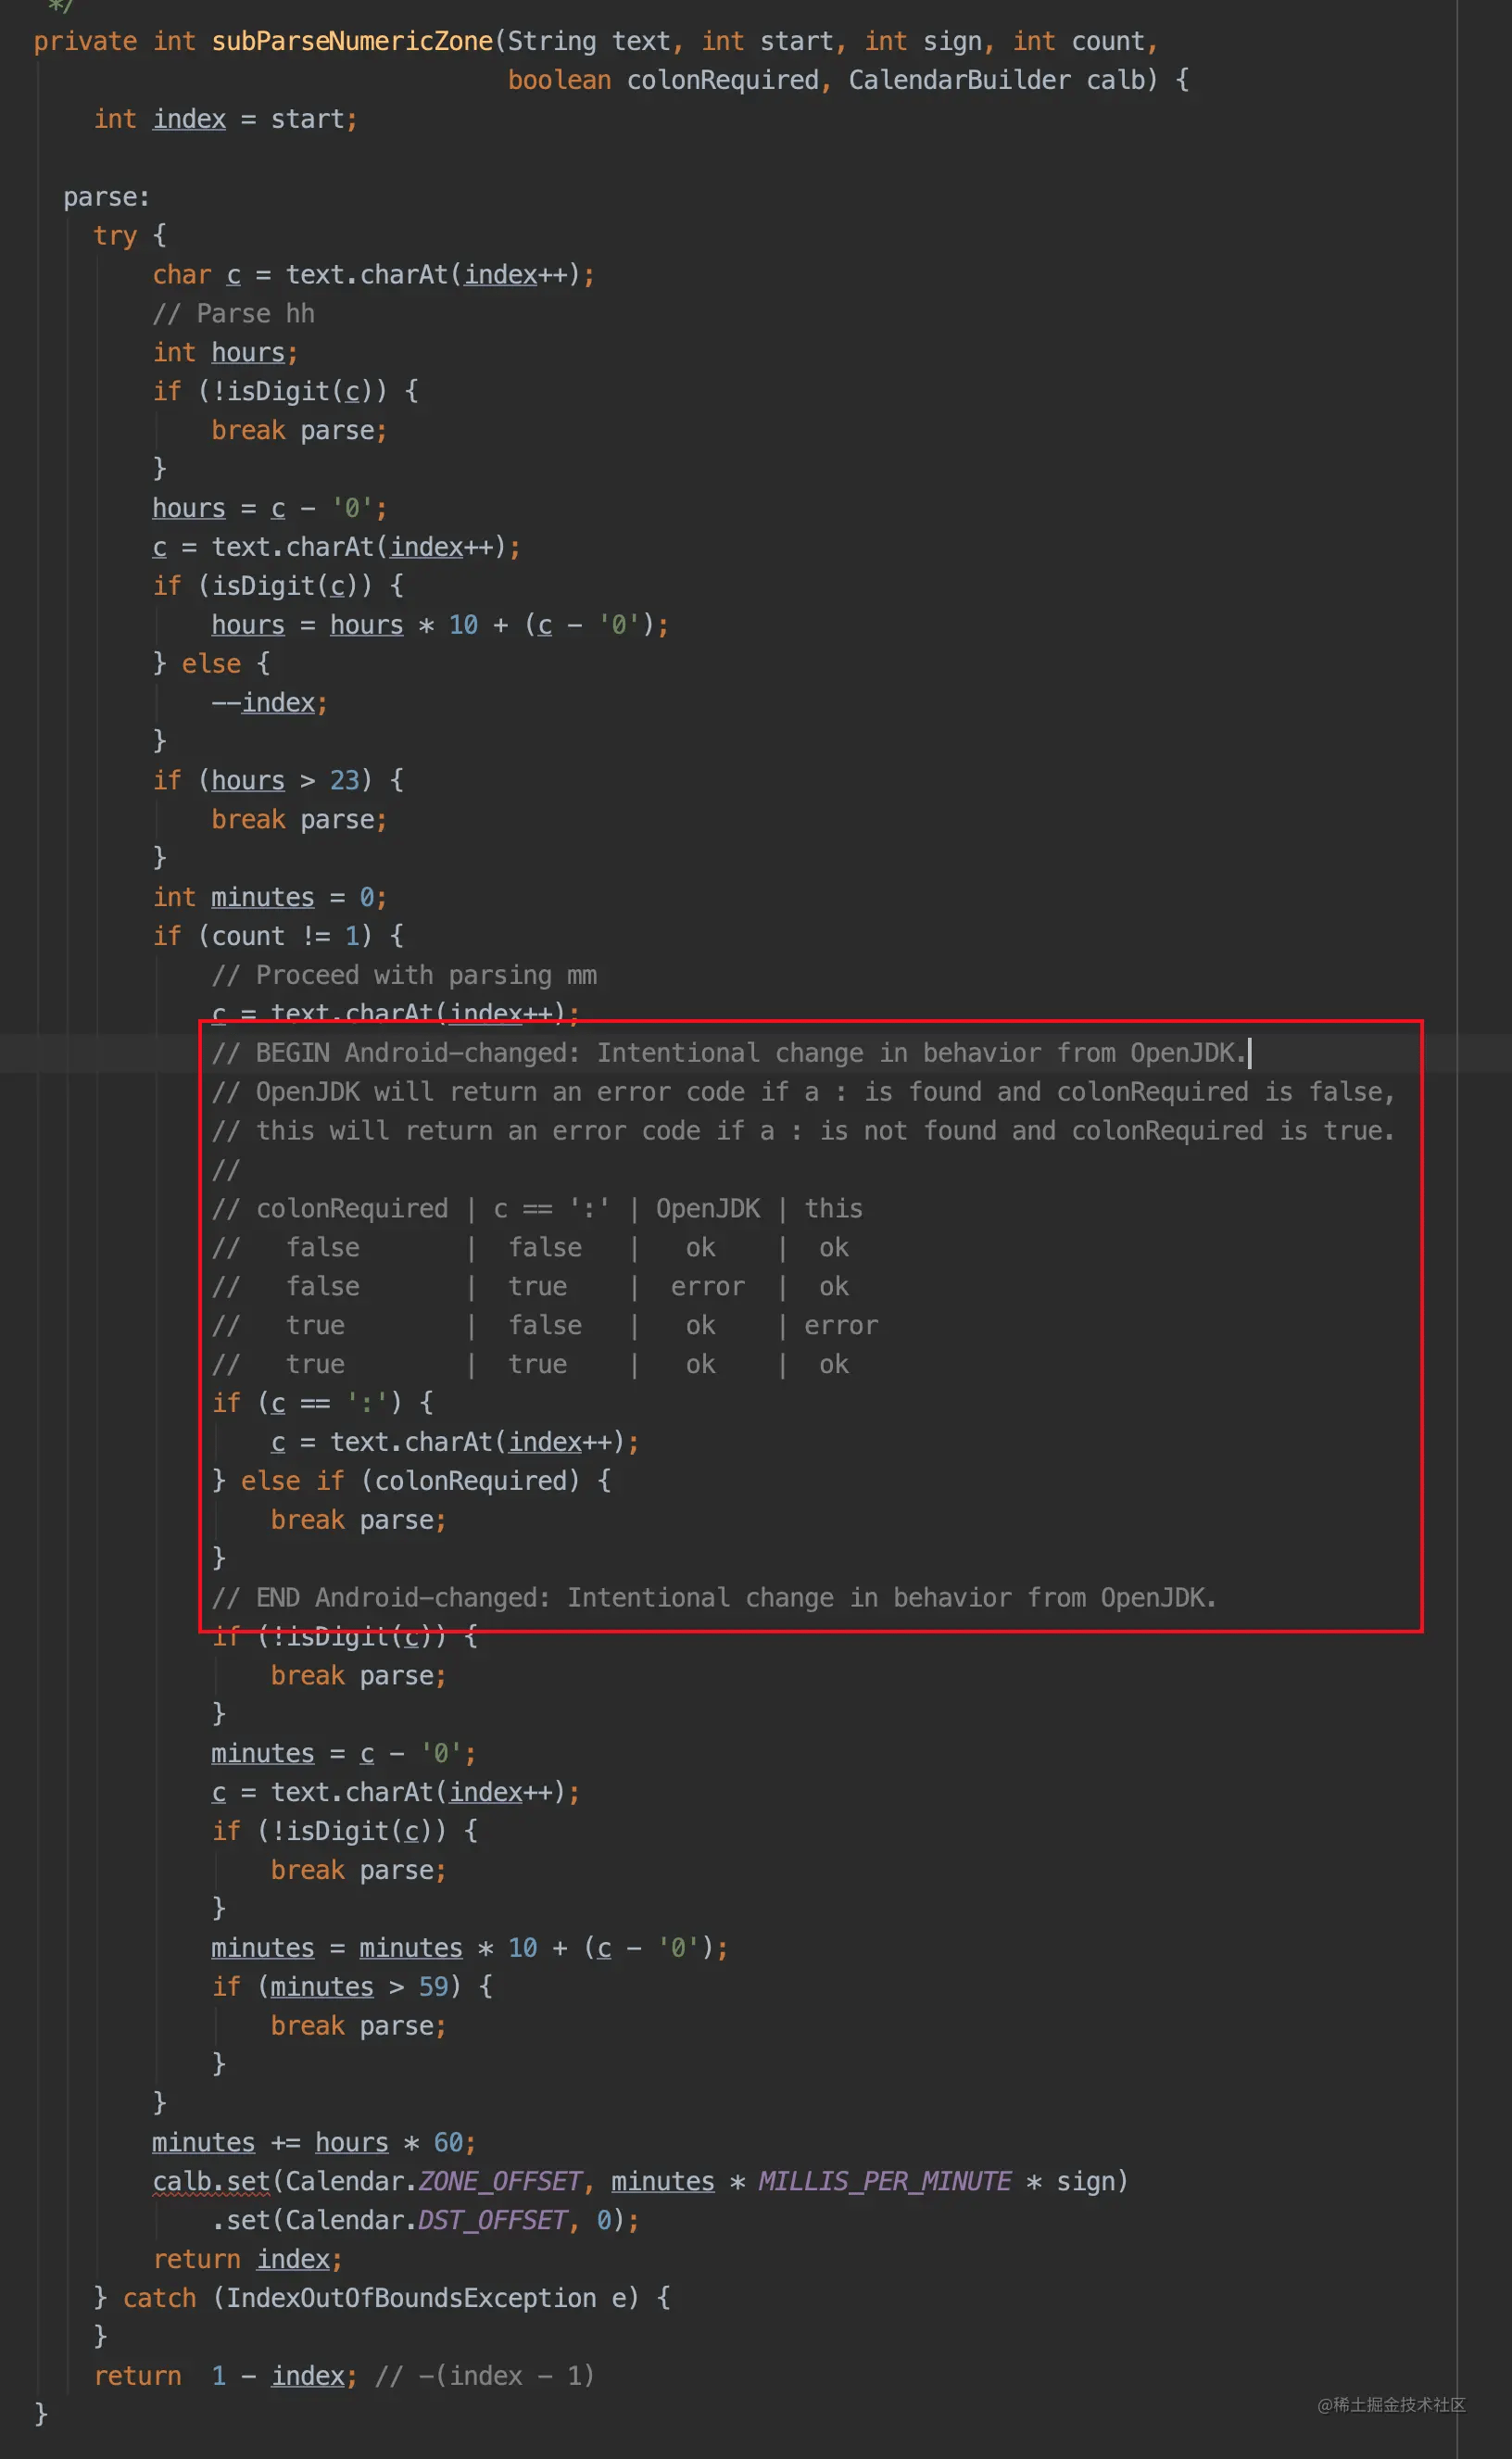 */
private int subParseNumericZone(String text, int start, int sign, int count,
boolean colonRequired, CalendarBuilder calb) {
int index = start;
parse:
try {
char c = text.charAt(index++);
// Parse hh
int hours;
if (!isDigit(c)) {
break parse;
}
hours = c - '0';
c = text.charAt(index++);
if (isDigit(c)) {
hours = hours * 10 + (c - '0');
} else {
--index;
}
if (hours > 23) {
break parse;
}
int minutes = 0;
if (count != 1) {
// Proceed with parsing mm
c = text.charAt(index++);
// BEGIN Android-changed: Intentional change in behavior from OpenJDK.
// OpenJDK will return an error code if a : is found and colonRequired is false,
// this will return an error code if a : is not found and colonRequired is true.
//
// colonRequired | c == ':' | OpenJDK | this
// false | false | ok | ok
// false | true | error | ok
// true | false | ok | error
// true | true | ok | ok
if (c == ':') {
c = text.charAt(index++);
} else if (colonRequired) {
break parse;
}
// END Android-changed: Intentional change in behavior from OpenJDK.
if (!isDigit(c)) {
break parse;
}
minutes = c - '0';
c = text.charAt(index++);
if (!isDigit(c)) {
break parse;
}
minutes = minutes * 10 + (c - '0');
if (minutes > 59) {
break parse;
}
}
minutes += hours * 60;
calb.set(Calendar.ZONE_OFFSET, minutes * MILLIS_PER_MINUTE * sign)
.set(Calendar.DST_OFFSET, 0);
return index;
} catch (IndexOutOfBoundsException e) {
}
return 1 - index; // -(index - 1)
}
@稀土掘金技术社区